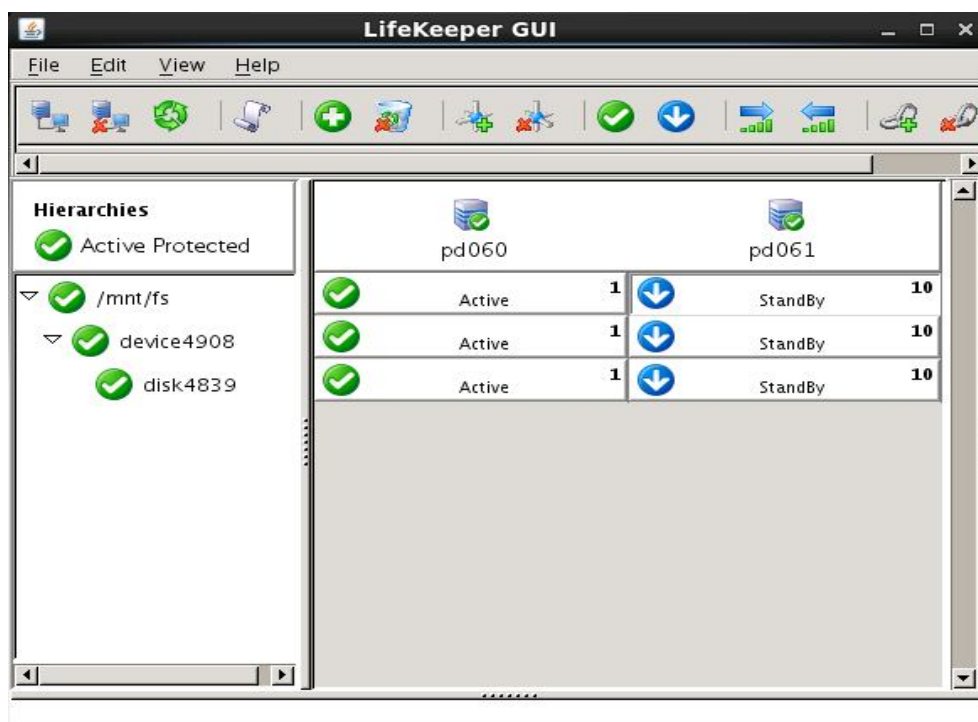 LifeKeeper GUI
File Edit View Help
Hierarchies
Active Protected
pd060 pd061
/mnt/fs Active 1 StandBy 10
device4908 Active 1 StandBy 10
disk4839 Active 1 StandBy 10